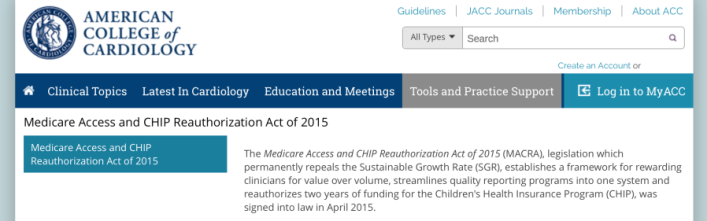 Guidelines | JACC Journals | Membership | About ACC
AMERICAN
COLLEGE of
CARDIOLOGY
All Types Search
Create an Account or
Clinical Topics Latest In Cardiology Education and Meetings Tools and Practice Support Log in to MyACC
Medicare Access and CHIP Reauthorization Act of 2015
Medicare Access and CHIP
Reauthorization Act of 2015
The Medicare Access and CHIP Reauthorization Act of 2015 (MACRA), legislation which
permanently repeals the Sustainable Growth Rate (SGR), establishes a framework for rewarding
clinicians for value over volume, streamlines quality reporting programs into one system and
reauthorizes two years of funding for the Children's Health Insurance Program (CHIP), was
signed into law in April 2015.